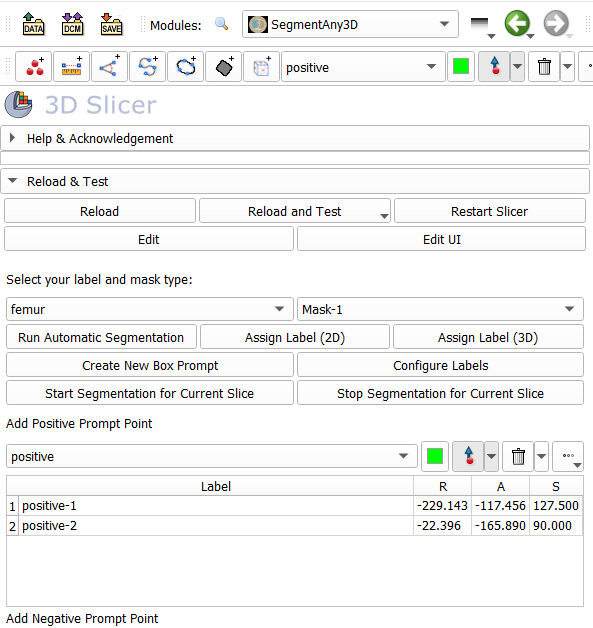 DATA DCM SAVE Modules: SegmentAny3D
positive
3D Slicer
Help & Acknowledgement
Reload & Test
Reload Reload and Test Restart Slicer
Edit Edit UI
Select your label and mask type:
femur Mask-1
Run Automatic Segmentation Assign Label (2D) Assign Label (3D)
Create New Box Prompt Configure Labels
Start Segmentation for Current Slice Stop Segmentation for Current Slice
Add Positive Prompt Point
positive
Label R A S
1 positive-1 -229.143 -117.456 127.500
2 positive-2 -22.396 -165.890 90.000
Add Negative Prompt Point